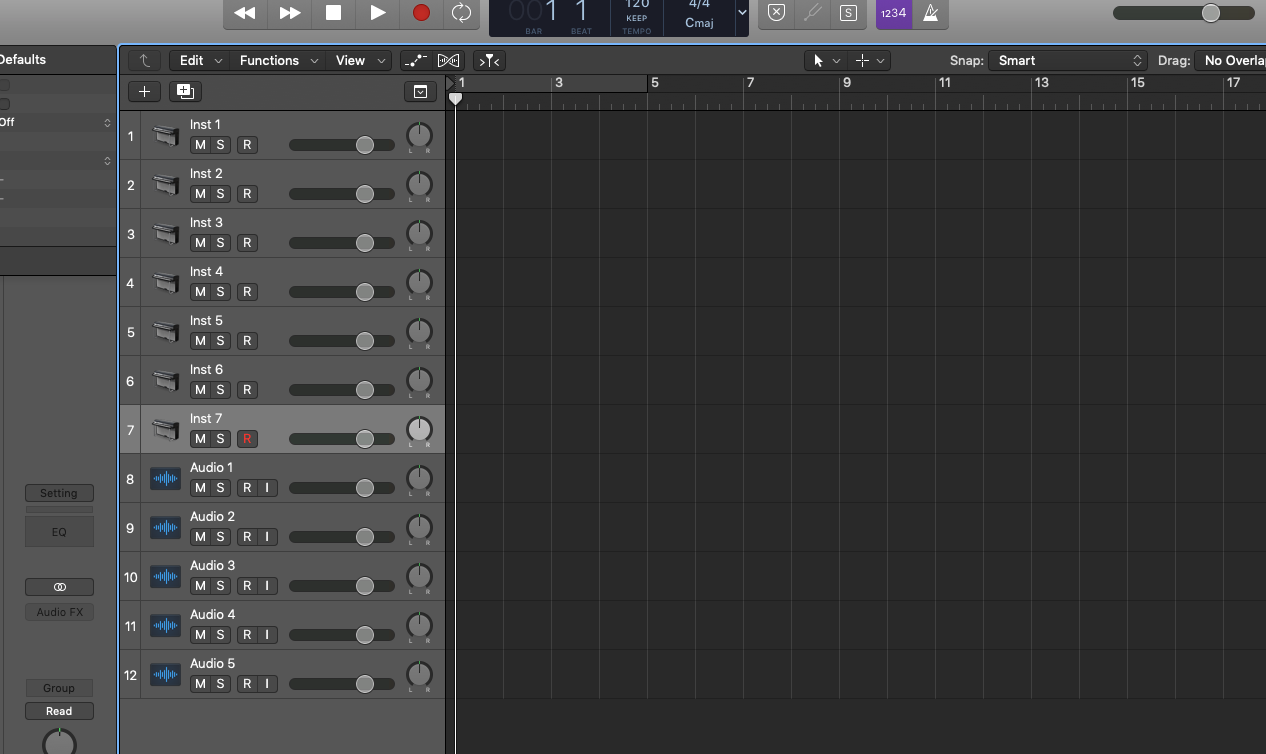 120
4/4
1 1
KEEP
Cmaj
BAR BEAT TEMPO
S
1234
Defaults
Edit Functions View
Snap: Smart Drag: No Overla
1 3 5 7 9 11 13 15 17
Off
1 Inst 1
M S R L R
2 Inst 2
M S R L R
3 Inst 3
M S R L R
4 Inst 4
M S R L R
5 Inst 5
M S R L R
6 Inst 6
M S R L R
7 Inst 7
M S R L R
8 Audio 1
M S R I L R
9 Audio 2
M S R I L R
10 Audio 3
M S R I L R
11 Audio 4
M S R I L R
12 Audio 5
M S R I L R
Setting
EQ
Audio FX
Group
Read